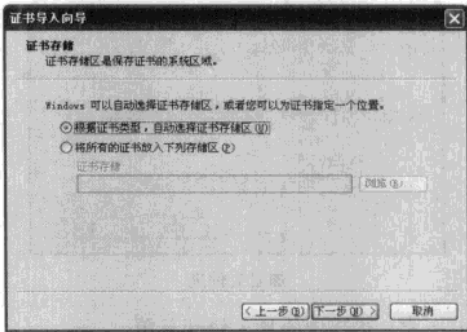 证书导入向导
证书存储
证书存储区是保存证书的系统区域。
Windows 可以自动选择证书存储区，或者您可以为证书指定一个位置。
根据证书类型，自动选择证书存储区(U)
将所有的证书放入下列存储区(P)
证书存储
浏览(R)
<上一步(B) 下一步(N)> 取消